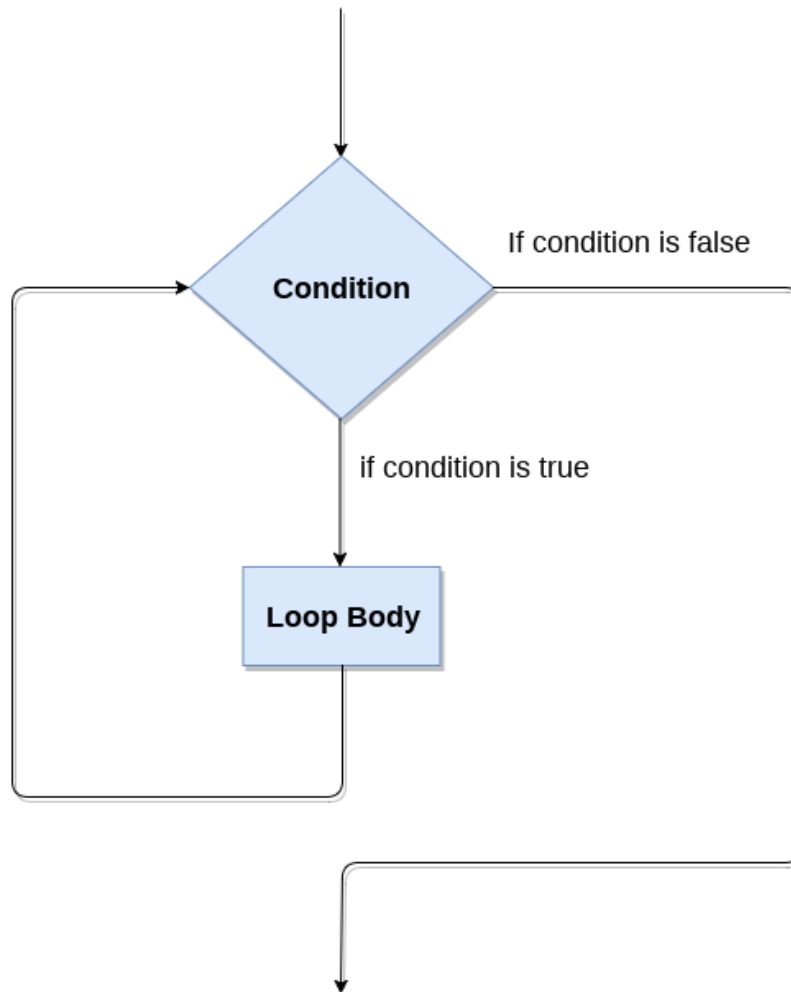 If condition is false
Condition
if condition is true
Loop Body